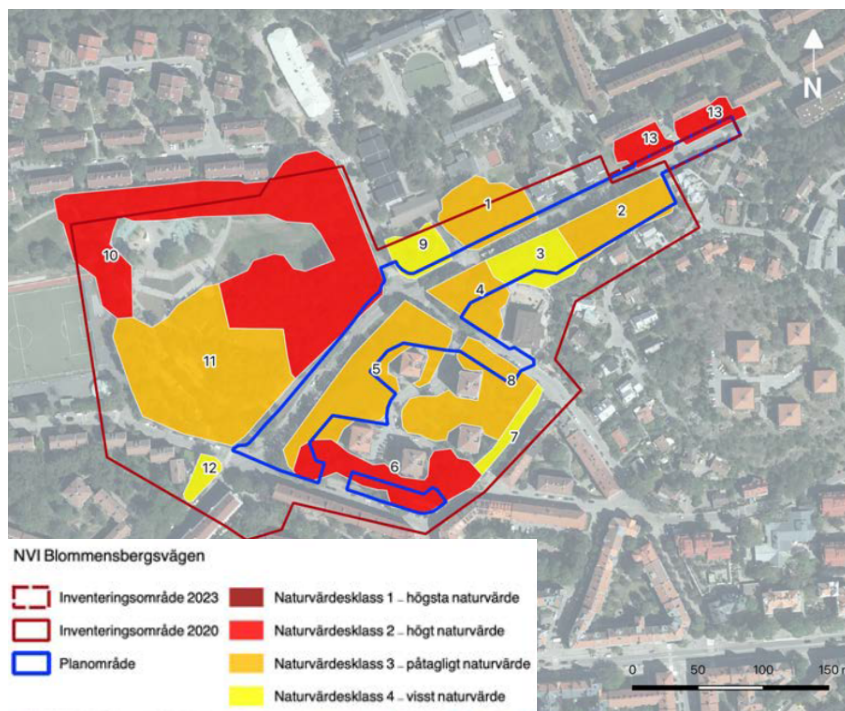 N
13
13
1
2
9
3
10
4
11
5
8
7
12
6
NVI Blommensbergsvägen
Inventeringsområde 2023
Inventeringsområde 2020
Planområde
Naturvärdesklass 1 – högsta naturvärde
Naturvärdesklass 2 – högt naturvärde
Naturvärdesklass 3 – påtagligt naturvärde
Naturvärdesklass 4 – visst naturvärde
0 50 100 150 m